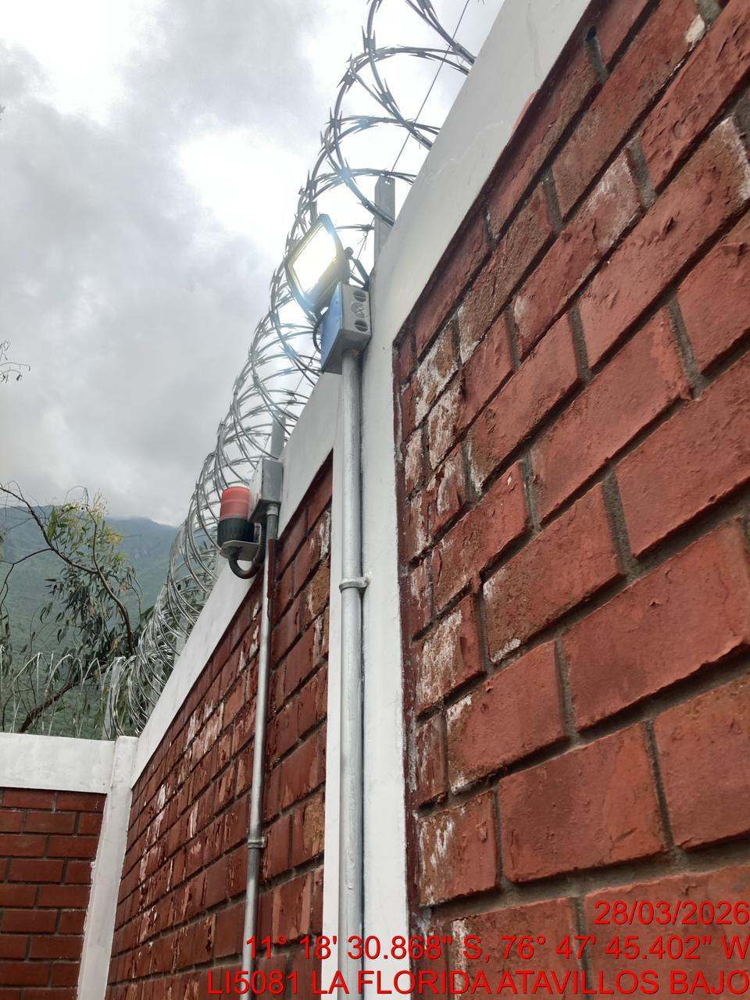 28/03/2026
11° 18' 30.868" S, 76° 47' 45.402" W
LI5081 LA FLORIDA ATAVILLOS BAJO